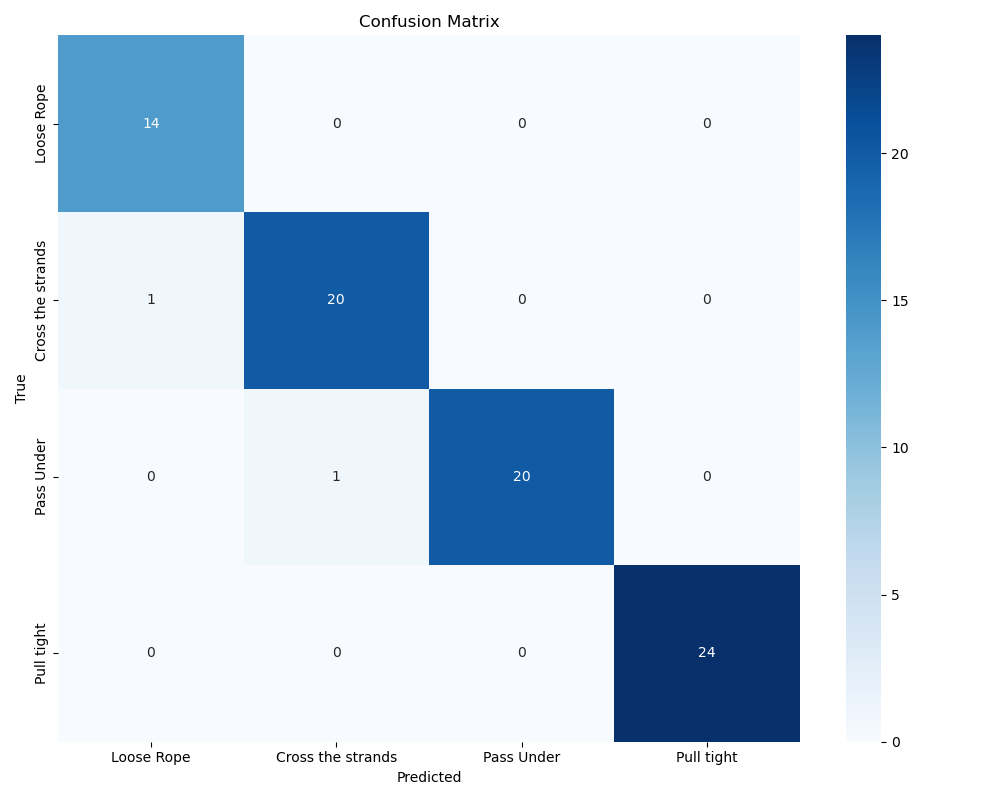 Confusion Matrix
True
Loose Rope
14 0 0 0
Cross the strands
1 20 0 0
Pass Under
0 1 20 0
Pull tight
0 0 0 24
Loose Rope Cross the strands Pass Under Pull tight
Predicted
20
15
10
5
0